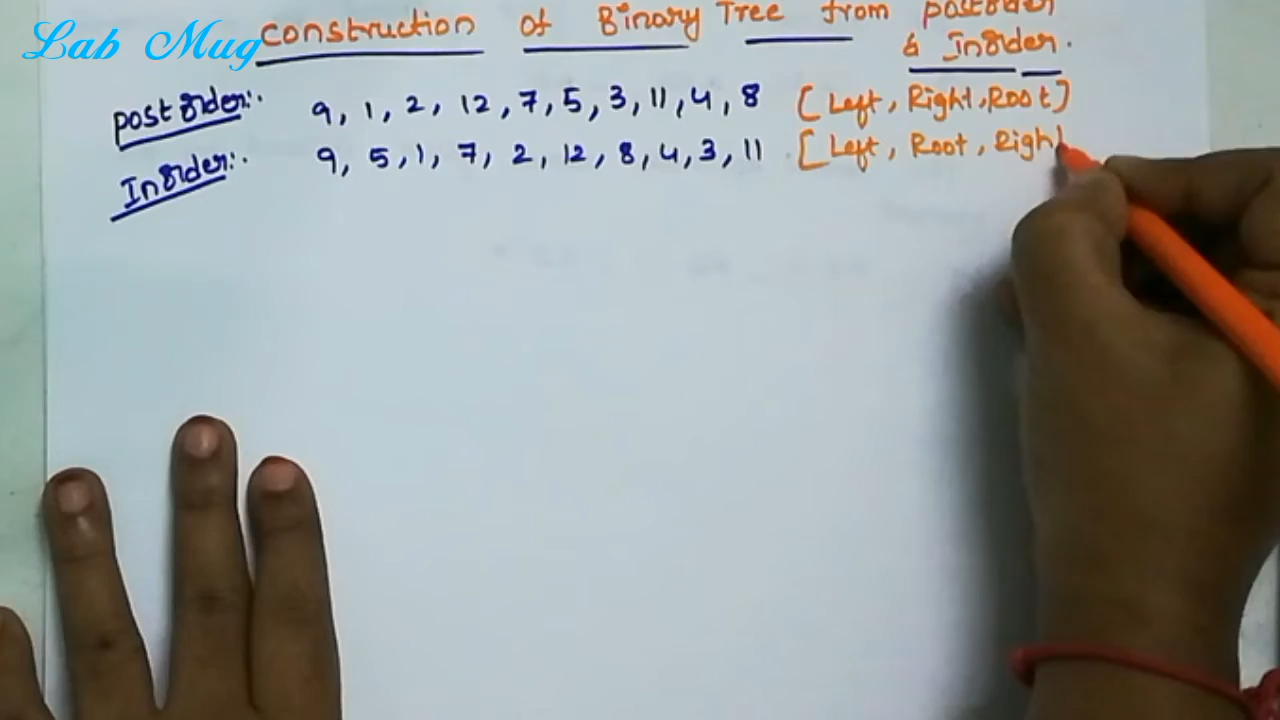 Lab Mug
construction of Binary Tree from postorder
& Inorder.
postorder:- 9, 1, 2, 12, 7, 5, 3, 11, 4, 8 [Left, Right, Root]
Inorder:- 9, 5, 1, 7, 2, 12, 8, 4, 3, 11 [Left, Root, Righ